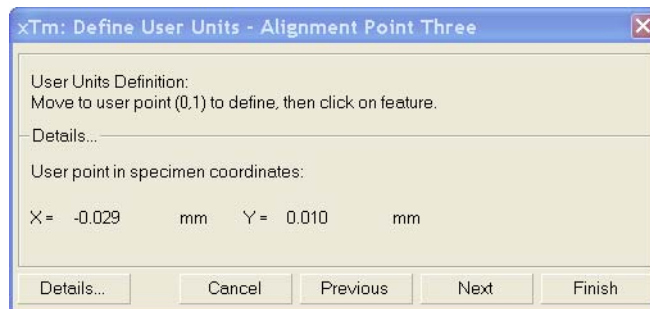 xTm: Define User Units - Alignment Point Three
User Units Definition:
Move to user point (0,1) to define, then click on feature.
Details...
User point in specimen coordinates:
X = -0.029 mm Y = 0.010 mm
Details... Cancel Previous Next Finish